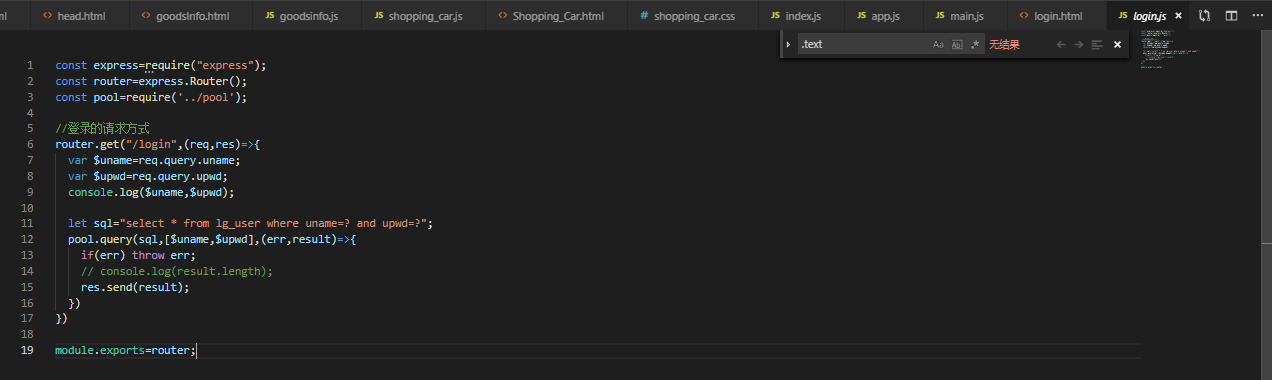 ml
<> head.html
<> goodsInfo.html
JS goodsinfo.js
JS shopping_car.js
<> Shopping_Car.html
# shopping_car.css
JS index.js
JS app.js
JS main.js
<> login.html
JS login.js
.text
Aa Ab| .* 无结果
1 const express=require("express");
2 const router=express.Router();
3 const pool=require('../pool');
4
5 //登录的请求方式
6 router.get("/login",(req,res)=>{
7 var $uname=req.query.uname;
8 var $upwd=req.query.upwd;
9 console.log($uname,$upwd);
10
11 let sql="select * from lg_user where uname=? and upwd=?";
12 pool.query(sql,[$uname,$upwd],(err,result)=>{
13 if(err) throw err;
14 // console.log(result.length);
15 res.send(result);
16 })
17 })
18
19 module.exports=router;